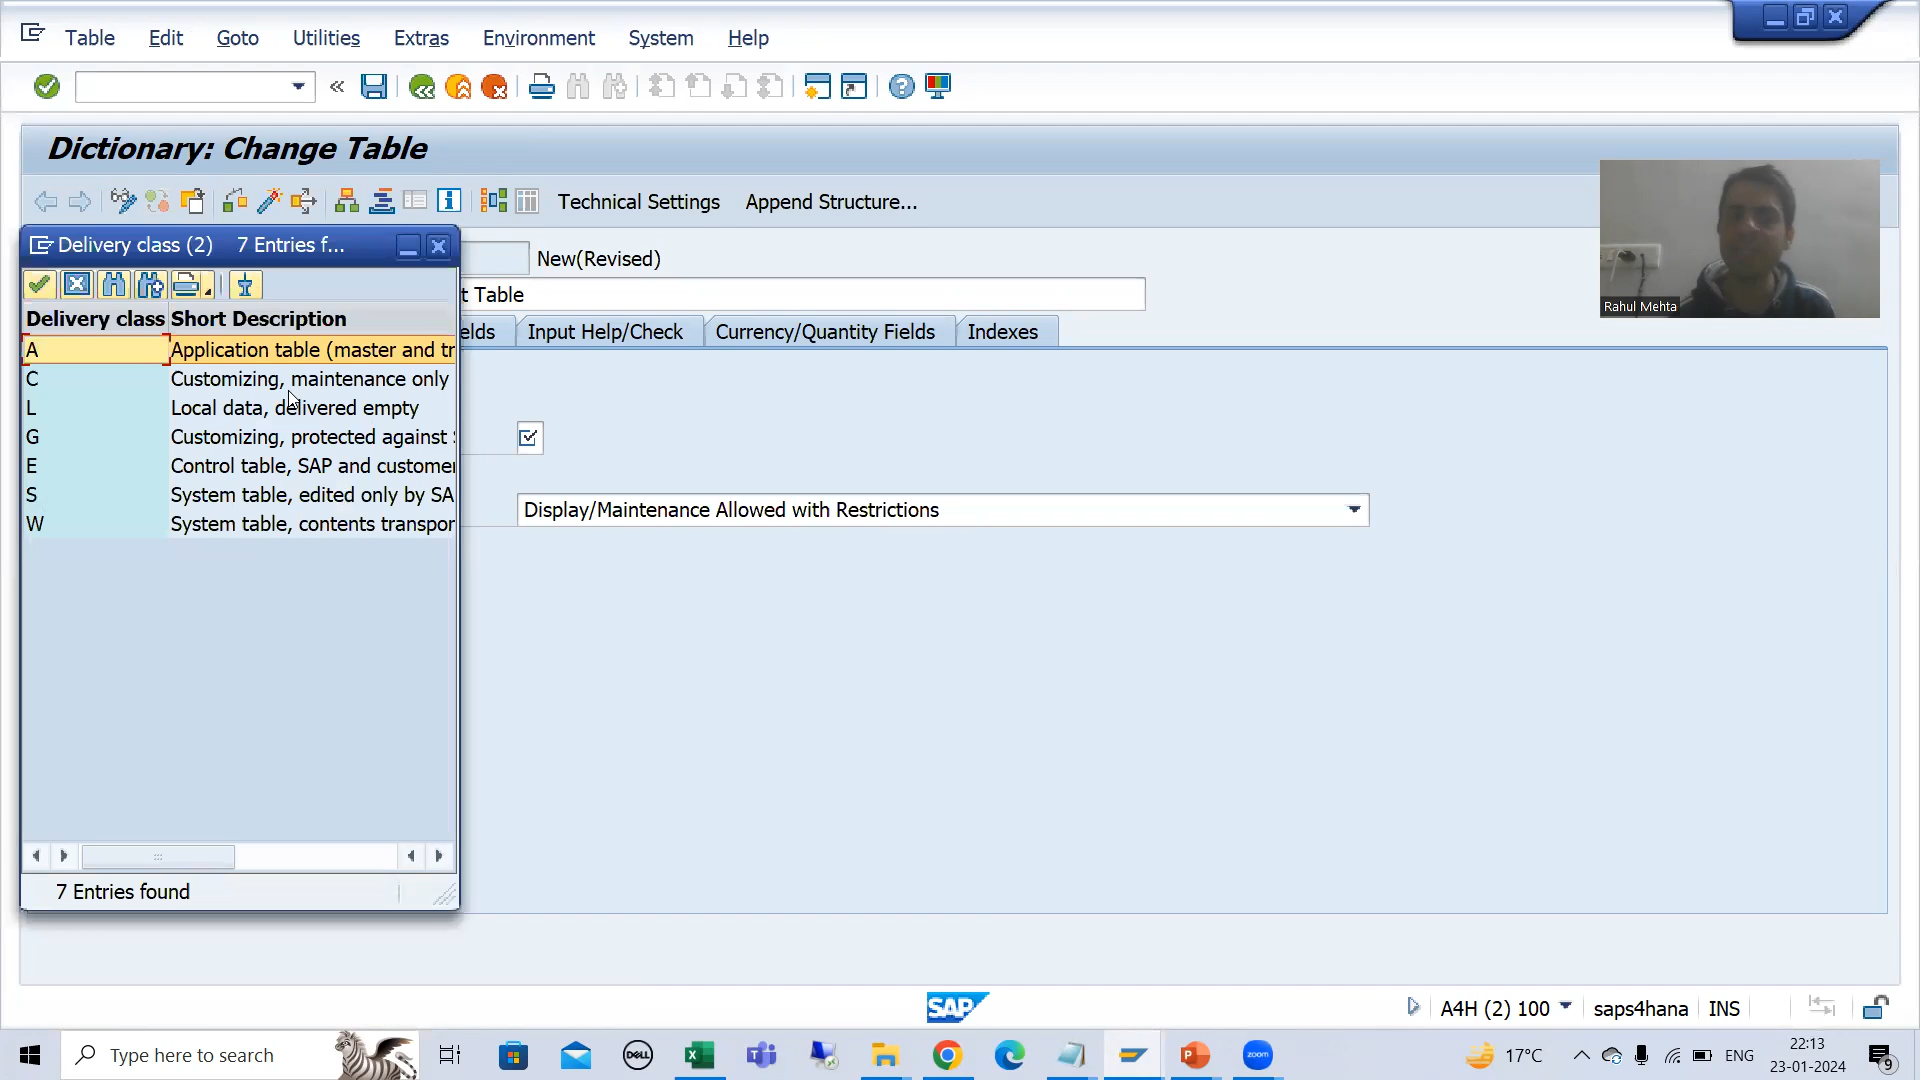 Table Edit Goto Utilities Extras Environment System Help
Dictionary: Change Table
Technical Settings Append Structure...
Delivery class (2) 7 Entries f...
New(Revised)
t Table
Delivery class Short Description
elds Input Help/Check Currency/Quantity Fields Indexes
A Application table (master and tr
C Customizing, maintenance only
L Local data, delivered empty
G Customizing, protected against
E Control table, SAP and customer
S System table, edited only by SA
W System table, contents transpor
Display/Maintenance Allowed with Restrictions
7 Entries found
Rahul Mehta
SAP
A4H (2) 100 saps4hana INS
Type here to search
DELL
zoom
17°C ENG
22:13
23-01-2024
9